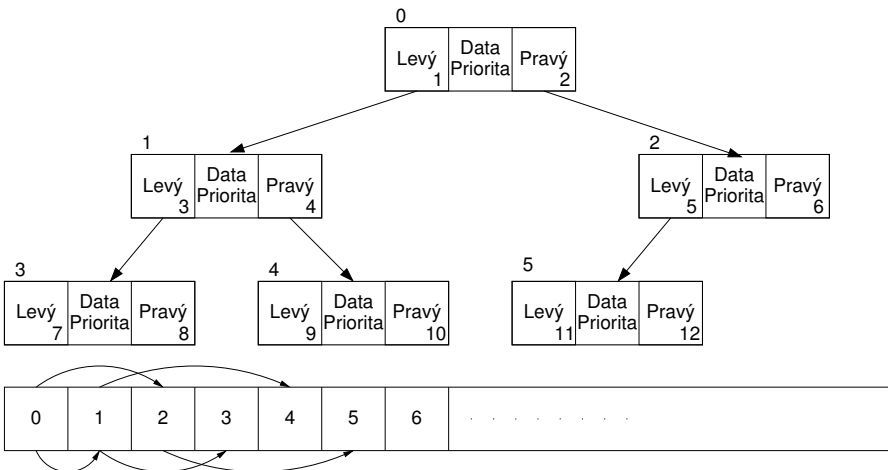 0
Levý 1 Data Priorita Pravý 2
1
Levý 3 Data Priorita Pravý 4
2
Levý 5 Data Priorita Pravý 6
3
Levý 7 Data Priorita Pravý 8
4
Levý 9 Data Priorita Pravý 10
5
Levý 11 Data Priorita Pravý 12
0 1 2 3 4 5 6 . . . . . . . .